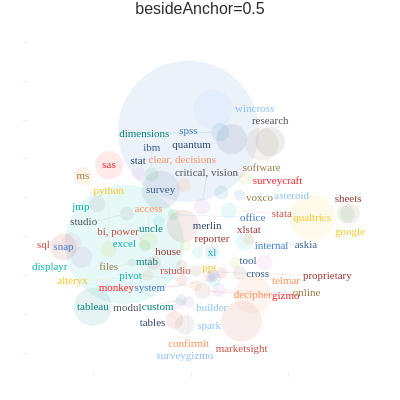 besideAnchor=0.5
wincross
research
dimensions
spss
ibm
quantum
stat
clear, decisions
software
sas
critical, vision
ms
surveycraft
python
survey
voxco
asteroid
sheets
jmp
access
office
stata
qualtrics
studio
uncle
merlin
xlstat
google
bi, power
reporter
sql
snap
excel
house
xl
internal
askia
displayr
files
mtab
rstudio
ppt
tool
alteryx
pivot
cross
telmar
proprietary
monkey
system
decipher
gizmo
online
tableau
modul
custom
builder
tables
spark
confirmit
marketsight
surveygizmo